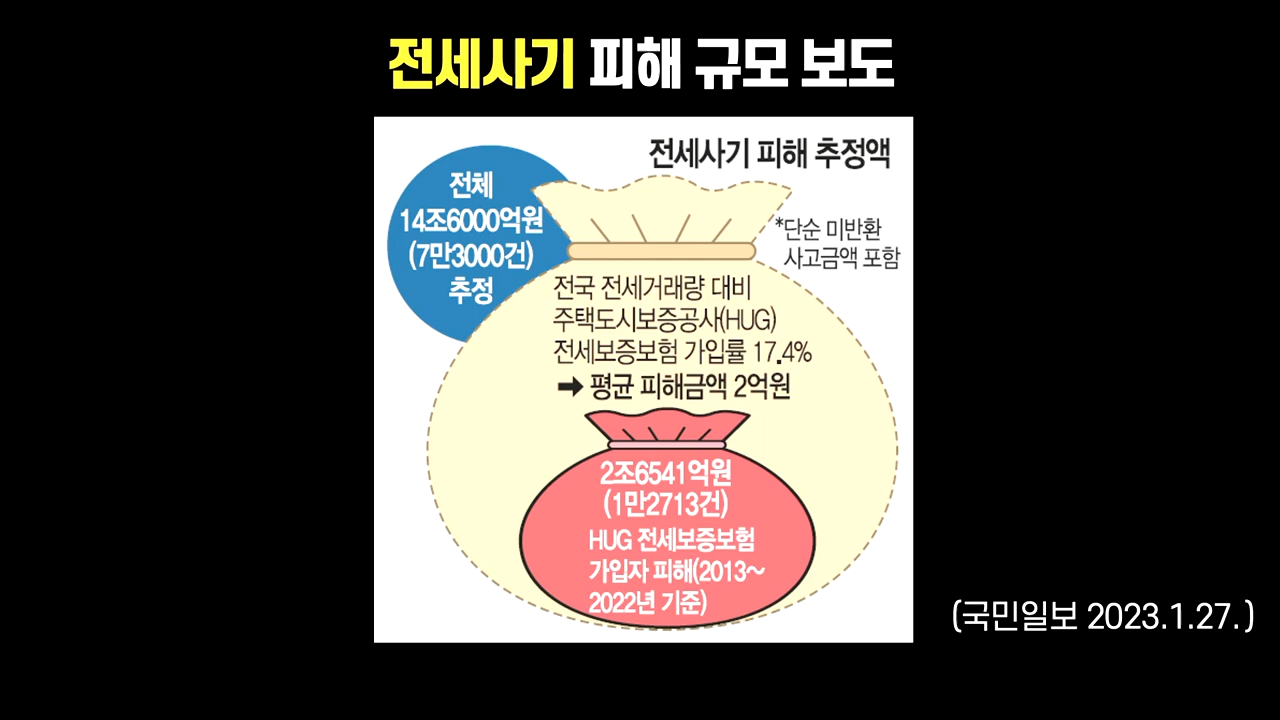 전세사기 피해 규모 보도
전세사기 피해 추정액
전체
14조6000억원
(7만3000건)
추정
*단순 미반환
사고금액 포함
전국 전세거래량 대비
주택도시보증공사(HUG)
전세보증보험 가입률 17.4%
➡ 평균 피해금액 2억원
2조6541억원
(1만2713건)
HUG 전세보증보험
가입자 피해(2013~
2022년 기준)
(국민일보 2023.1.27.)